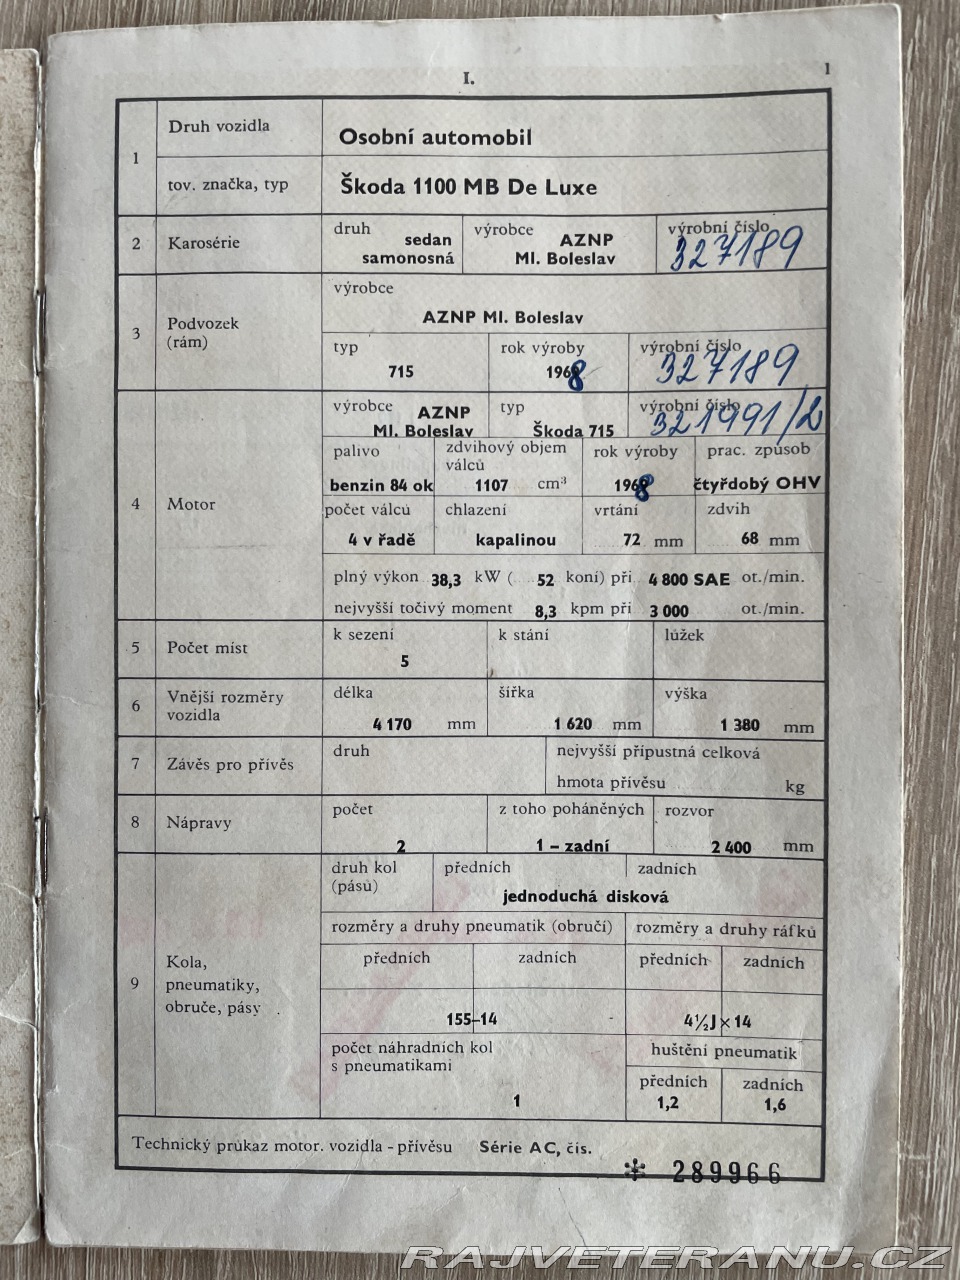 I.
1
1
Druh vozidla
Osobní automobil
tov. značka, typ
Škoda 1100 MB De Luxe
2
Karosérie
druh
sedan
samonosná
výrobce
AZNP
Ml. Boleslav
výrobní číslo
327189
3
Podvozek
(rám)
výrobce
AZNP Ml. Boleslav
typ
715
rok výroby
1968
výrobní číslo
327189
4
Motor
výrobce
AZNP
Ml. Boleslav
typ
Škoda 715
výrobní číslo
321991/2
palivo
benzin 84 ok
zdvihový objem
válců
1107 cm³
rok výroby
1968
prac. způsob
čtyřdobý OHV
počet válců
4 v řadě
chlazení
kapalinou
vrtání
72 mm
zdvih
68 mm
plný výkon 38,3 kW ( 52 koní) při 4 800 SAE ot./min.
nejvyšší točivý moment 8,3 kpm při 3 000 ot./min.
5
Počet míst
k sezení
5
k stání
lůžek
6
Vnější rozměry
vozidla
délka
4 170 mm
šířka
1 620 mm
výška
1 380 mm
7
Závěs pro přívěs
druh
nejvyšší přípustná celková
hmota přívěsu kg
8
Nápravy
počet
2
z toho poháněných
1 – zadní
rozvor
2 400 mm
9
Kola,
pneumatiky,
obruče, pásy
druh kol
(pásů)
předních
zadních
jednoduchá disková
rozměry a druhy pneumatik (obručí)
rozměry a druhy ráfků
předních
zadních
předních
zadních
155–14
4½J × 14
počet náhradních kol
s pneumatikami
1
huštění pneumatik
předních
1,2
zadních
1,6
Technický průkaz motor. vozidla - přívěsu Série AC, čís.
* 289966
RAJVETERANU.CZ